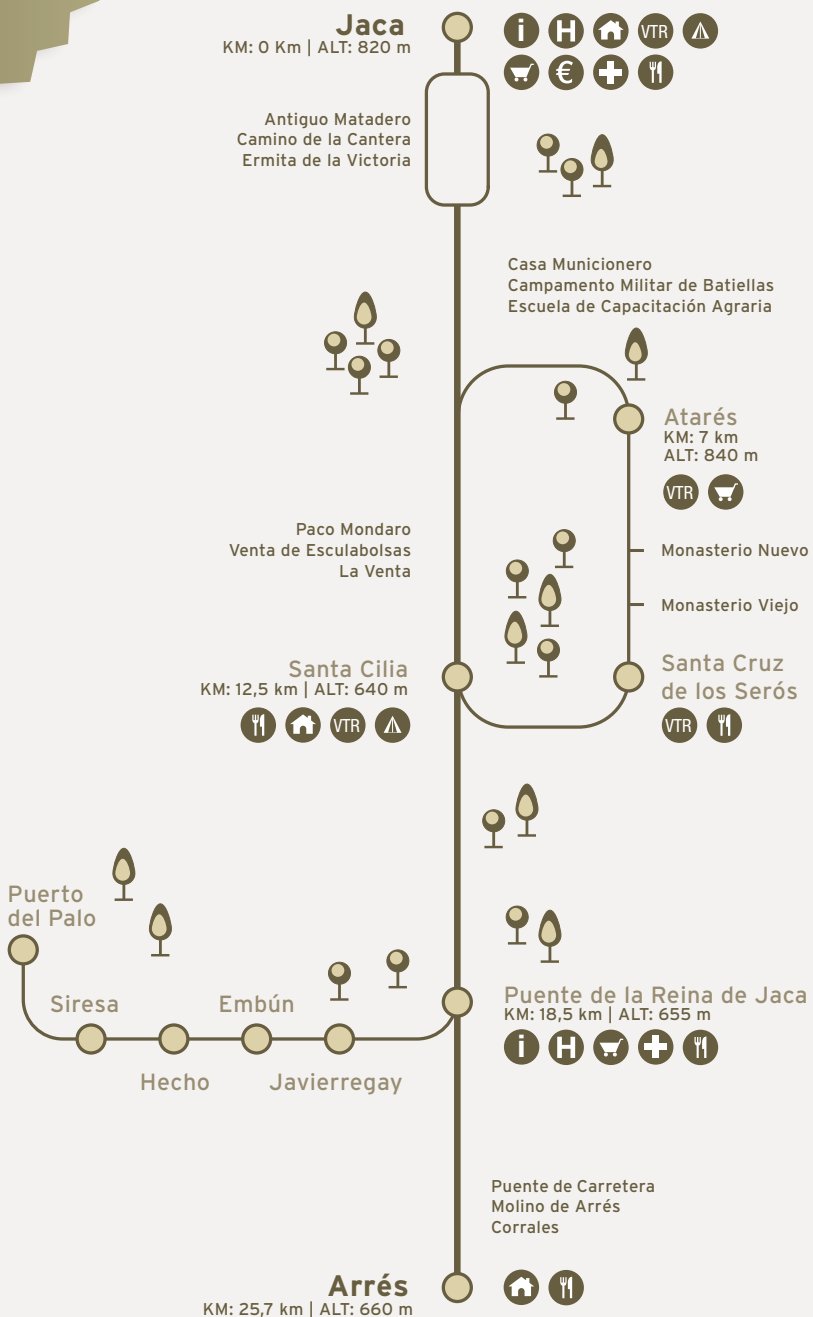 Jaca
KM: 0 Km | ALT: 820 m
i H VTR
€
Antiguo Matadero
Camino de la Cantera
Ermita de la Victoria
Casa Municionero
Campamento Militar de Batiellas
Escuela de Capacitación Agraria
Atarés
KM: 7 km
ALT: 840 m
VTR
Paco Mondaro
Venta de Esculabolsas
La Venta
Monasterio Nuevo
Monasterio Viejo
Santa Cilia
KM: 12,5 km | ALT: 640 m
VTR
Santa Cruz
de los Serós
VTR
Puerto
del Palo
Siresa
Embún
Hecho
Javierregay
Puente de la Reina de Jaca
KM: 18,5 km | ALT: 655 m
i H
Puente de Carretera
Molino de Arrés
Corrales
Arrés
KM: 25,7 km | ALT: 660 m